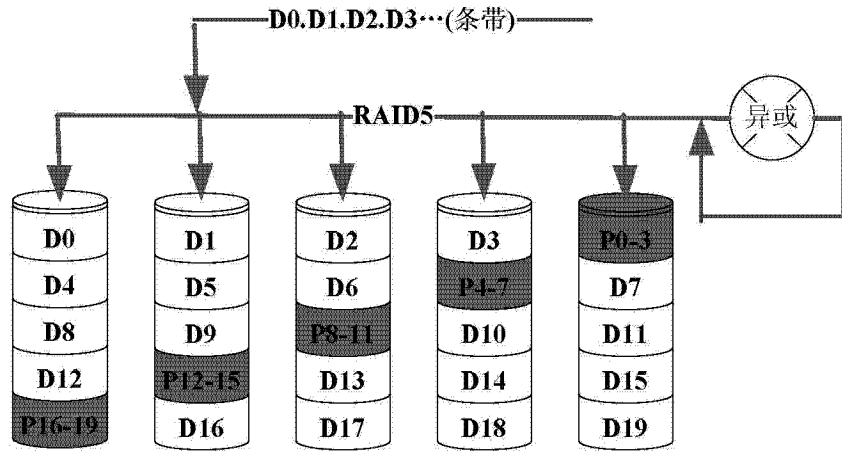 D0.D1.D2.D3···(条带)
RAID5
异或
D0 D1 D2 D3 P0-3
D4 D5 D6 P4-7 D7
D8 D9 P8-11 D10 D11
D12 P12-15 D13 D14 D15
P16-19 D16 D17 D18 D19